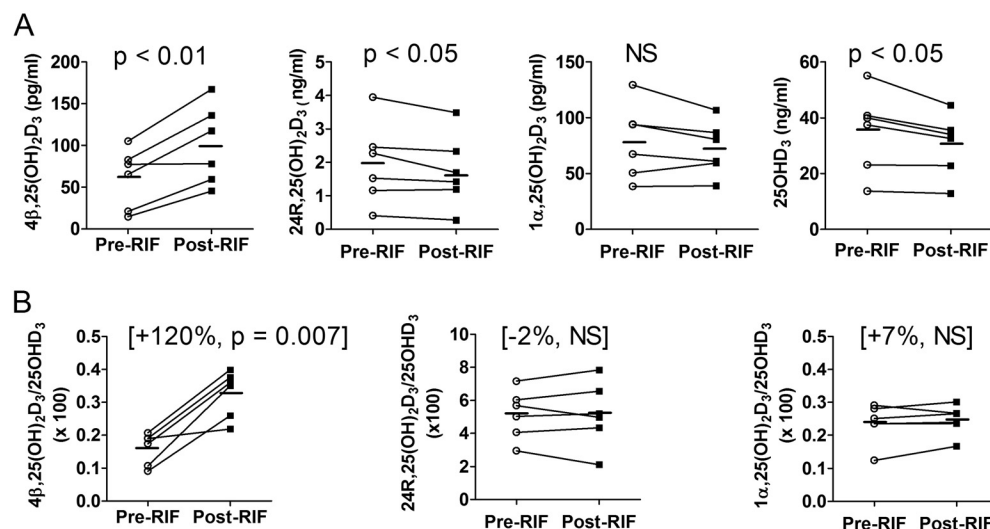 A
p < 0.01
4β,25(OH)₂D₃ (pg/ml)
200
150
100
50
0
Pre-RIF Post-RIF
p < 0.05
24R,25(OH)₂D₃ (ng/ml)
5
4
3
2
1
0
Pre-RIF Post-RIF
NS
1α,25(OH)₂D₃ (pg/ml)
150
100
50
0
Pre-RIF Post-RIF
p < 0.05
25OHD₃
(ng/ml)
60
40
20
0
Pre-RIF Post-RIF
B
[+120%, p = 0.007]
4β,25(OH)₂D₃/25OHD₃
(x 100)
0.5
0.4
0.3
0.2
0.1
0.0
Pre-RIF Post-RIF
[-2%, NS]
24R,25(OH)₂D₃/25OHD₃
(x100)
10
8
6
4
2
0
Pre-RIF Post-RIF
[+7%, NS]
1α,25(OH)₂D₃/25OHD₃
(x 100)
0.5
0.4
0.3
0.2
0.1
0.0
Pre-RIF Post-RIF